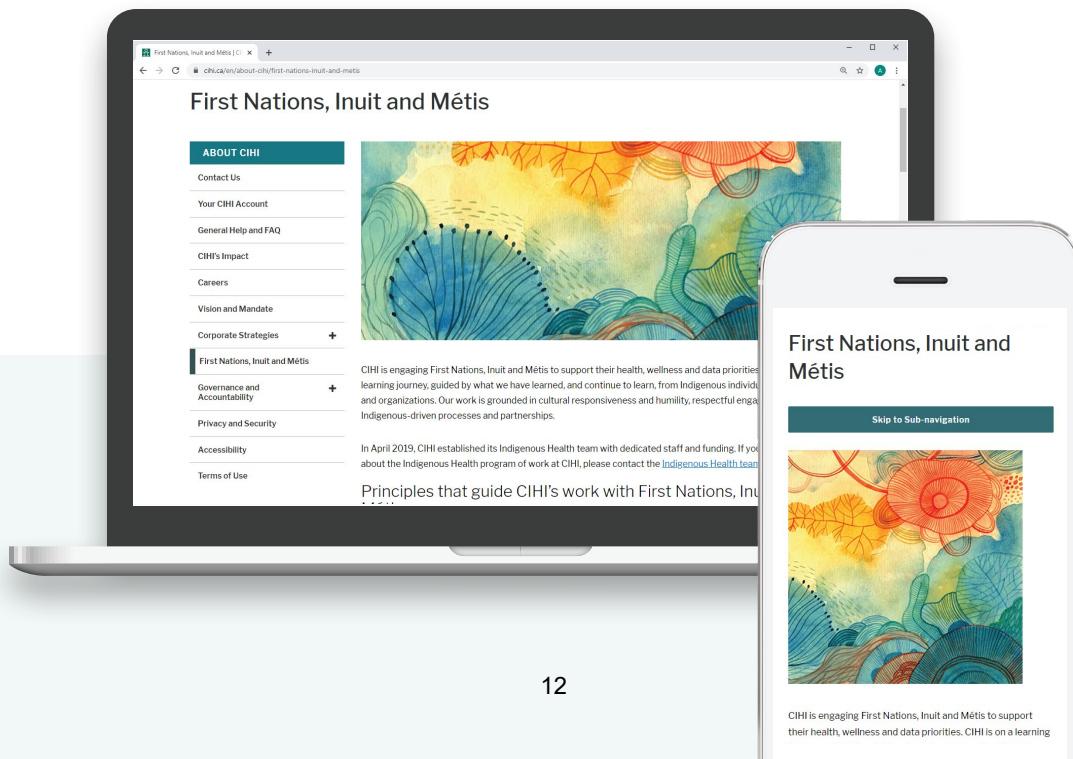 First Nations, Inuit and Métis | CI
cihi.ca/en/about-cihi/first-nations-inuit-and-metis
A
First Nations, Inuit and Métis
ABOUT CIHI
Contact Us
Your CIHI Account
General Help and FAQ
CIHI's Impact
Careers
Vision and Mandate
Corporate Strategies +
First Nations, Inuit and Métis
Governance and +
Accountability
Privacy and Security
Accessibility
Terms of Use
CIHI is engaging First Nations, Inuit and Métis to support their health, wellness and data priorities
learning journey, guided by what we have learned, and continue to learn, from Indigenous individu
and organizations. Our work is grounded in cultural responsiveness and humility, respectful enga
Indigenous-driven processes and partnerships.
In April 2019, CIHI established its Indigenous Health team with dedicated staff and funding. If you
about the Indigenous Health program of work at CIHI, please contact the Indigenous Health team
Principles that guide CIHI's work with First Nations, Inu
First Nations, Inuit and
Métis
Skip to Sub-navigation
CIHI is engaging First Nations, Inuit and Métis to support
their health, wellness and data priorities. CIHI is on a learning
12